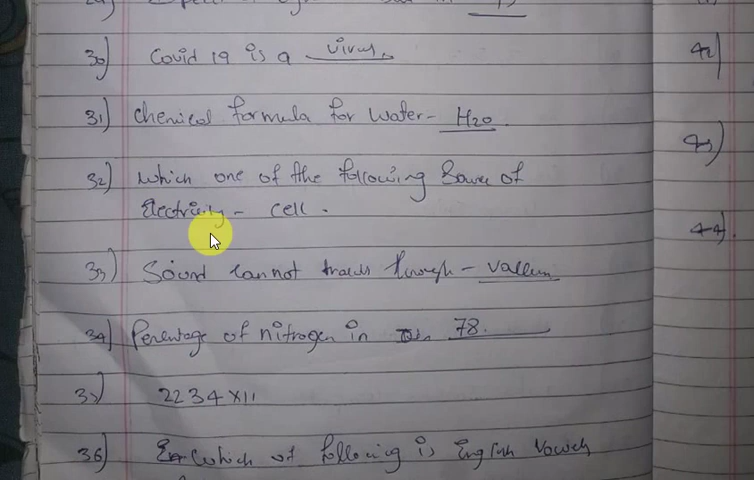 30) Covid 19 is a virus.
31) chemical formula for water - H20.
32) which one of the following Source of
Electricity - cell.
33) Sound cannot travels through - vallum
34) Percentage of nitrogen in 78.
35) 2234 x 11
36) which of following is English Vowels
42)
43)
44)